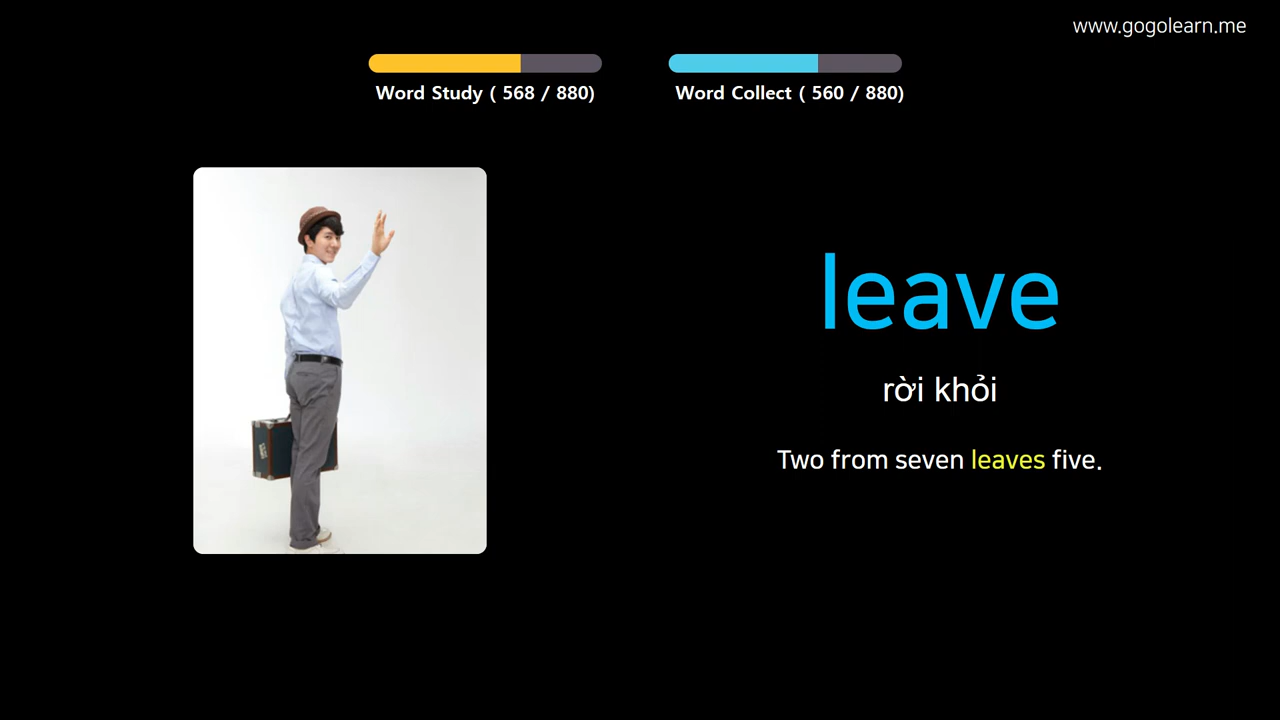 www.gogolearn.me
Word Study ( 568 / 880)
Word Collect ( 560 / 880)
leave
rời khỏi
Two from seven leaves five.